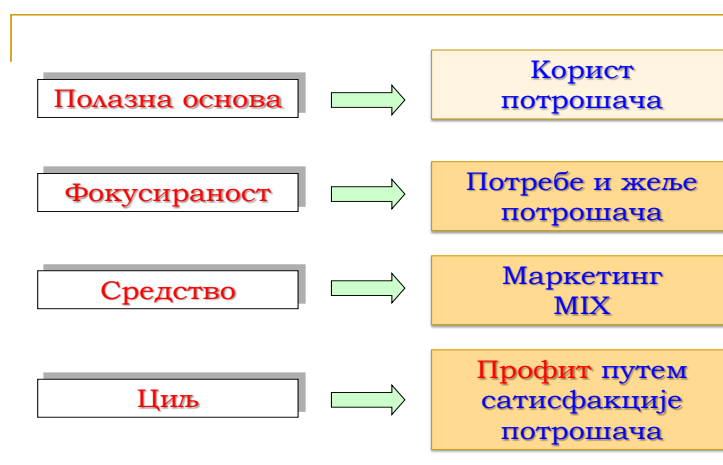 Полазна основа
Корист
потрошача
Фокусираност
Потребе и жеље
потрошача
Средство
Маркетинг
MIX
Циљ
Профит путем
сатисфакције
потрошача